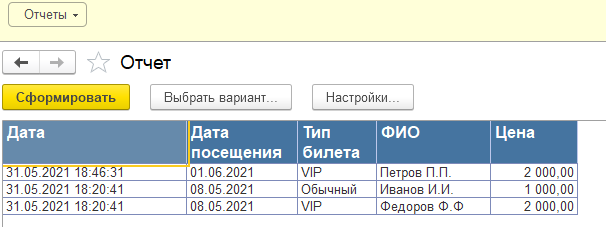 Отчеты
Отчет
Сформировать Выбрать вариант... Настройки...
Дата Дата посещения Тип билета ФИО Цена
31.05.2021 18:46:31 01.06.2021 VIP Петров П.П. 2 000,00
31.05.2021 18:20:41 08.05.2021 Обычный Иванов И.И. 1 000,00
31.05.2021 18:20:41 08.05.2021 VIP Федоров Ф.Ф 2 000,00